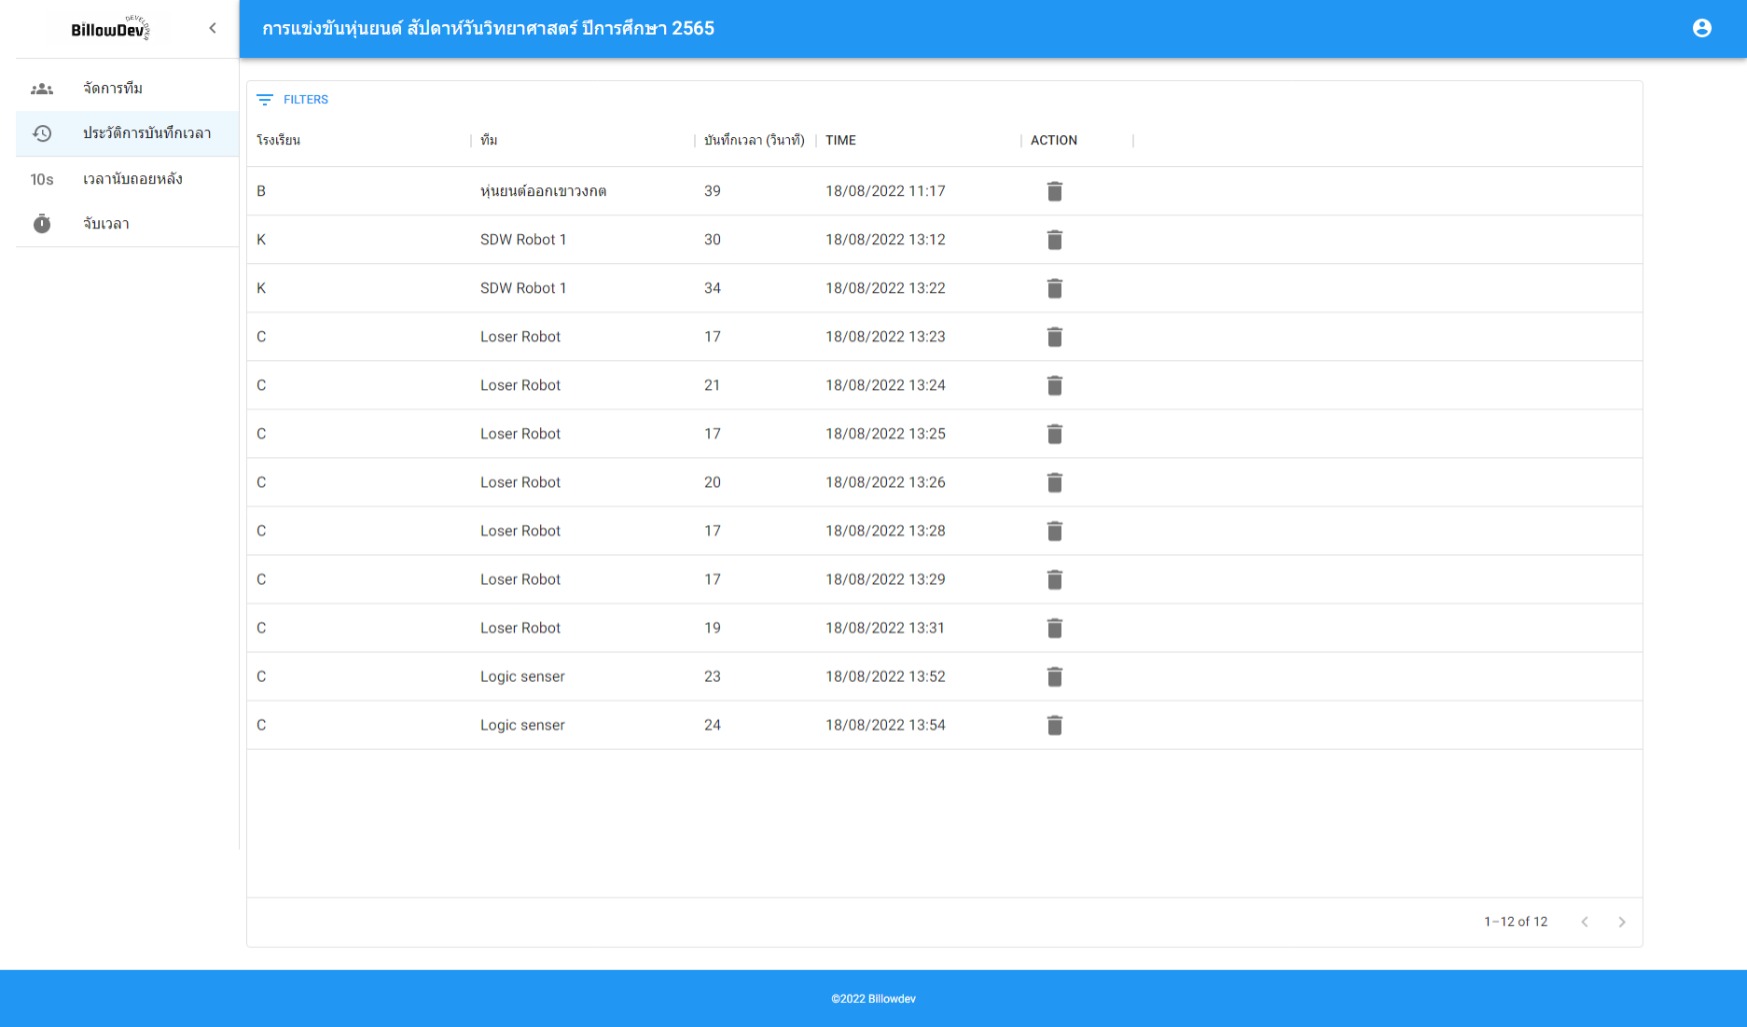 BillowDev DEVELOPER
การแข่งขันหุ่นยนต์ สัปดาห์วันวิทยาศาสตร์ ปีการศึกษา 2565
จัดการทีม
ประวัติการบันทึกเวลา
10s เวลานับถอยหลัง
จับเวลา
FILTERS
โรงเรียน ทีม บันทึกเวลา (วินาที) TIME ACTION
B หุ่นยนต์ออกเขาวงกต 39 18/08/2022 11:17
K SDW Robot 1 30 18/08/2022 13:12
K SDW Robot 1 34 18/08/2022 13:22
C Loser Robot 17 18/08/2022 13:23
C Loser Robot 21 18/08/2022 13:24
C Loser Robot 17 18/08/2022 13:25
C Loser Robot 20 18/08/2022 13:26
C Loser Robot 17 18/08/2022 13:28
C Loser Robot 17 18/08/2022 13:29
C Loser Robot 19 18/08/2022 13:31
C Logic senser 23 18/08/2022 13:52
C Logic senser 24 18/08/2022 13:54
1–12 of 12
©2022 Billowdev